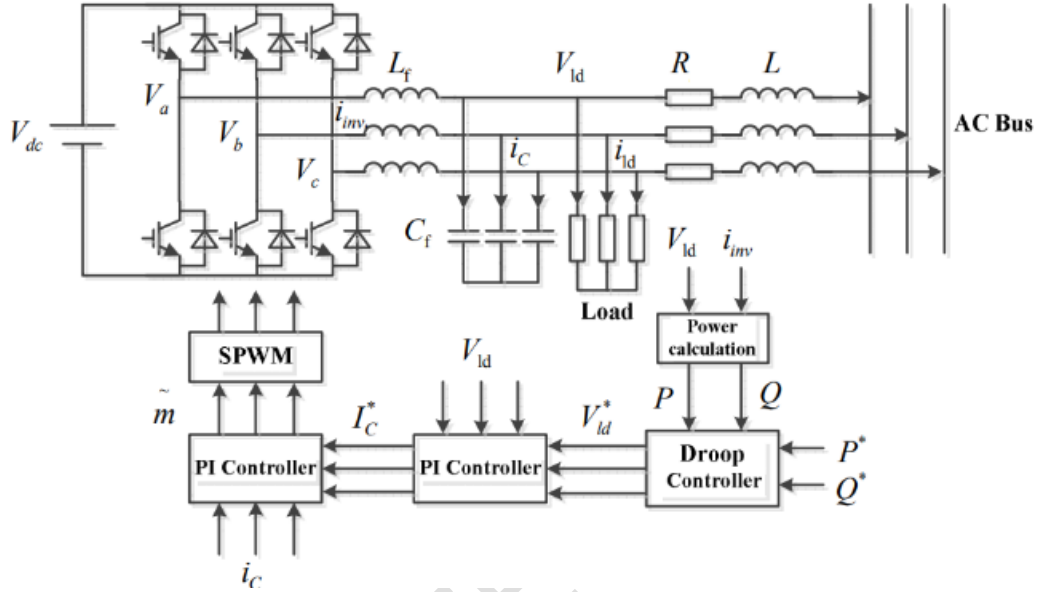 L_f
V_ld
R
L
V_a
i_inv
AC Bus
V_dc
V_b
i_C
i_ld
V_c
C_f
V_ld
i_inv
Load
Power
calculation
SPWM
V_ld
P
Q
m̃
I_C^*
V_ld^*
PI Controller
PI Controller
Droop
Controller
P^*
Q^*
i_C